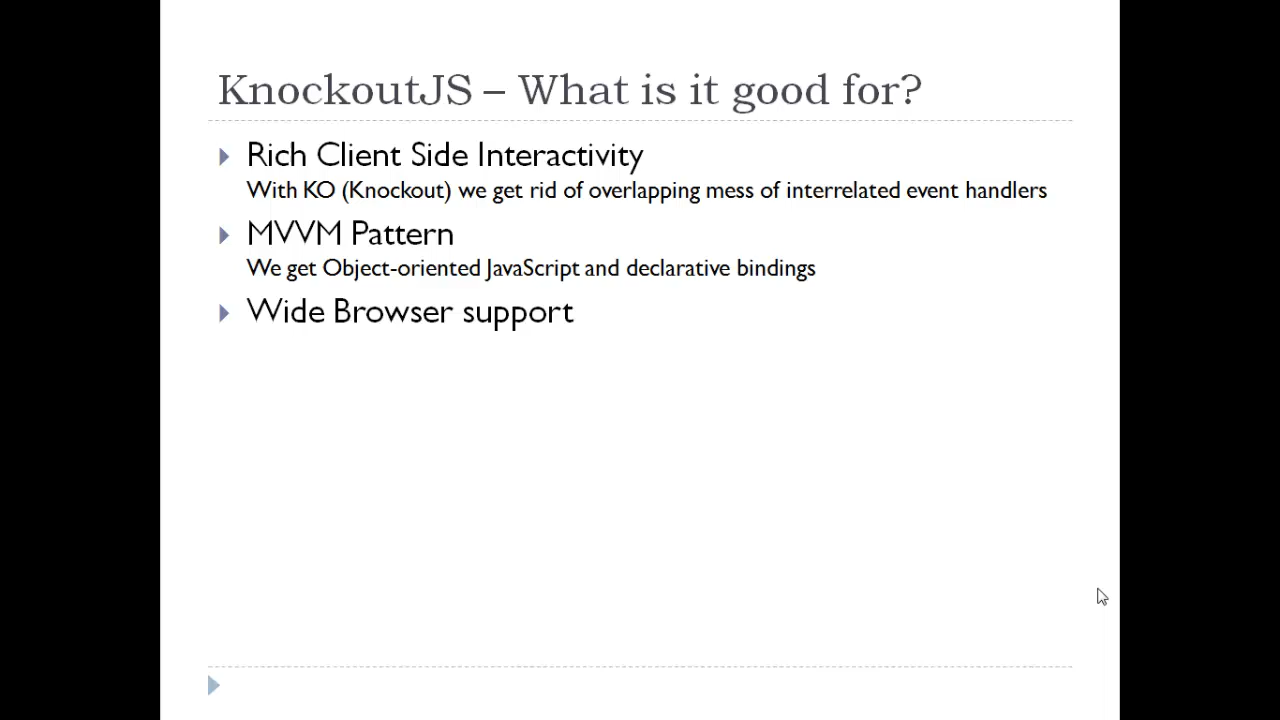 KnockoutJS – What is it good for?
Rich Client Side Interactivity
With KO (Knockout) we get rid of overlapping mess of interrelated event handlers
MVVM Pattern
We get Object-oriented JavaScript and declarative bindings
Wide Browser support